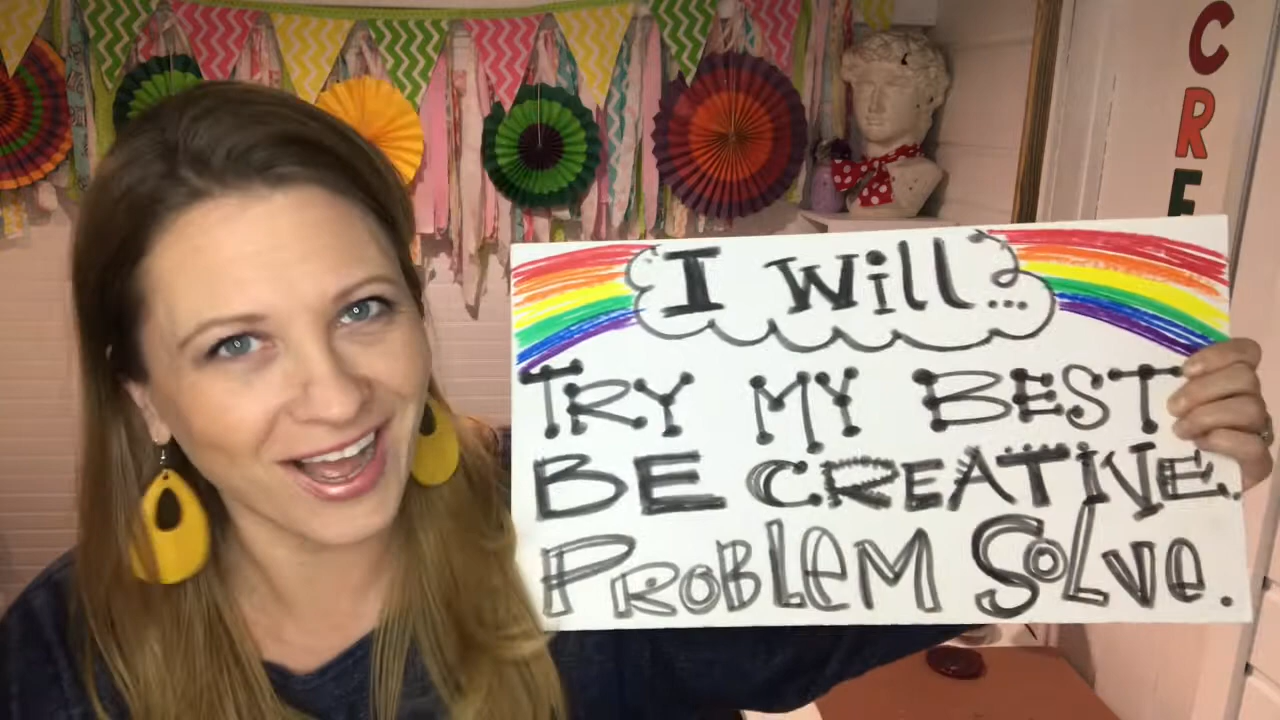 I Will...
TRY MY BEST
BE CREATIVE.
PROBLEM SOLVE.
C
R
E